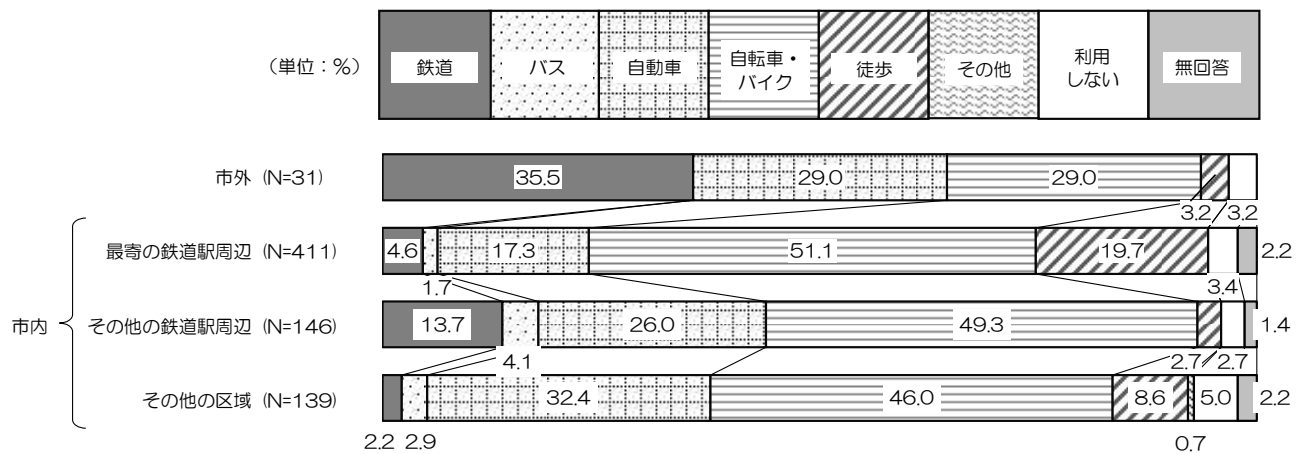 (単位:%)
鉄道
バス
自動車
自転車・
バイク
徒歩
その他
利用
しない
無回答
市外 (N=31)
35.5
29.0
29.0
3.2
3.2
市内
最寄の鉄道駅周辺 (N=411)
4.6
1.7
17.3
51.1
19.7
3.4
2.2
その他の鉄道駅周辺 (N=146)
13.7
4.1
26.0
49.3
2.7
2.7
1.4
その他の区域 (N=139)
2.2
2.9
32.4
46.0
8.6
0.7
5.0
2.2